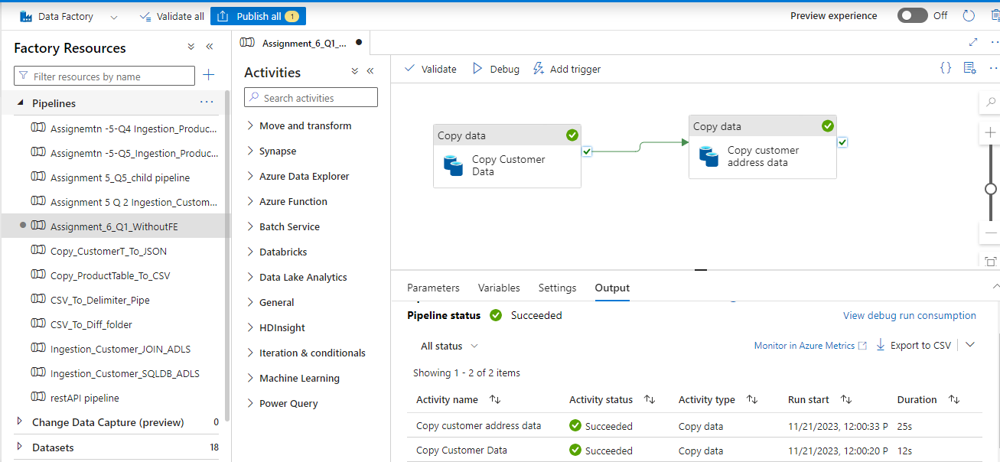 Data Factory
Validate all
Publish all 1
Preview experience
Off
Factory Resources
Filter resources by name
Pipelines
Assignemtn -5-Q4 Ingestion_Produc...
Assignemtn -5-Q5_Ingestion_Produc...
Assignment 5_Q5_child pipeline
Assignment 5 Q 2 Ingestion_Custom...
Assignment_6_Q1_WithoutFE
Copy_CustomerT_To_JSON
Copy_ProductTable_To_CSV
CSV_To_Delimiter_Pipe
CSV_To_Diff_folder
Ingestion_Customer_JOIN_ADLS
Ingestion_Customer_SQLDB_ADLS
restAPI pipeline
Change Data Capture (preview) 0
Datasets 18
Assignment_6_Q1_...
Activities
Search activities
Move and transform
Synapse
Azure Data Explorer
Azure Function
Batch Service
Databricks
Data Lake Analytics
General
HDInsight
Iteration & conditionals
Machine Learning
Power Query
Validate
Debug
Add trigger
{}
Copy data
Copy Customer
Data
Copy data
Copy customer
address data
Parameters
Variables
Settings
Output
Pipeline status Succeeded
View debug run consumption
All status
Monitor in Azure Metrics
Export to CSV
Showing 1 - 2 of 2 items
Activity name Activity status Activity type Run start Duration
Copy customer address data Succeeded Copy data 11/21/2023, 12:00:33 P 25s
Copy Customer Data Succeeded Copy data 11/21/2023, 12:00:20 P 12s